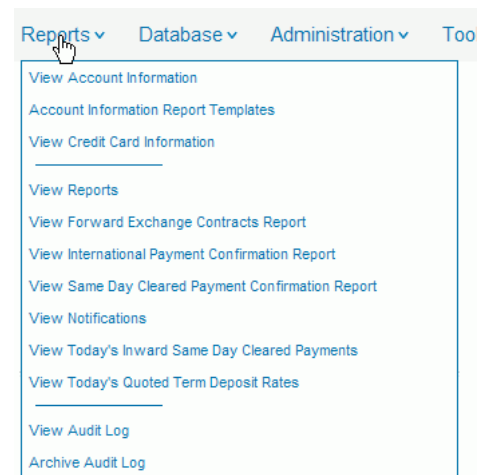 Reports Database Administration Too
View Account Information
Account Information Report Templates
View Credit Card Information
View Reports
View Forward Exchange Contracts Report
View International Payment Confirmation Report
View Same Day Cleared Payment Confirmation Report
View Notifications
View Today's Inward Same Day Cleared Payments
View Today's Quoted Term Deposit Rates
View Audit Log
Archive Audit Log